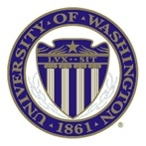 UNIVERSITY OF WASHINGTON
LVX SIT
1861
®